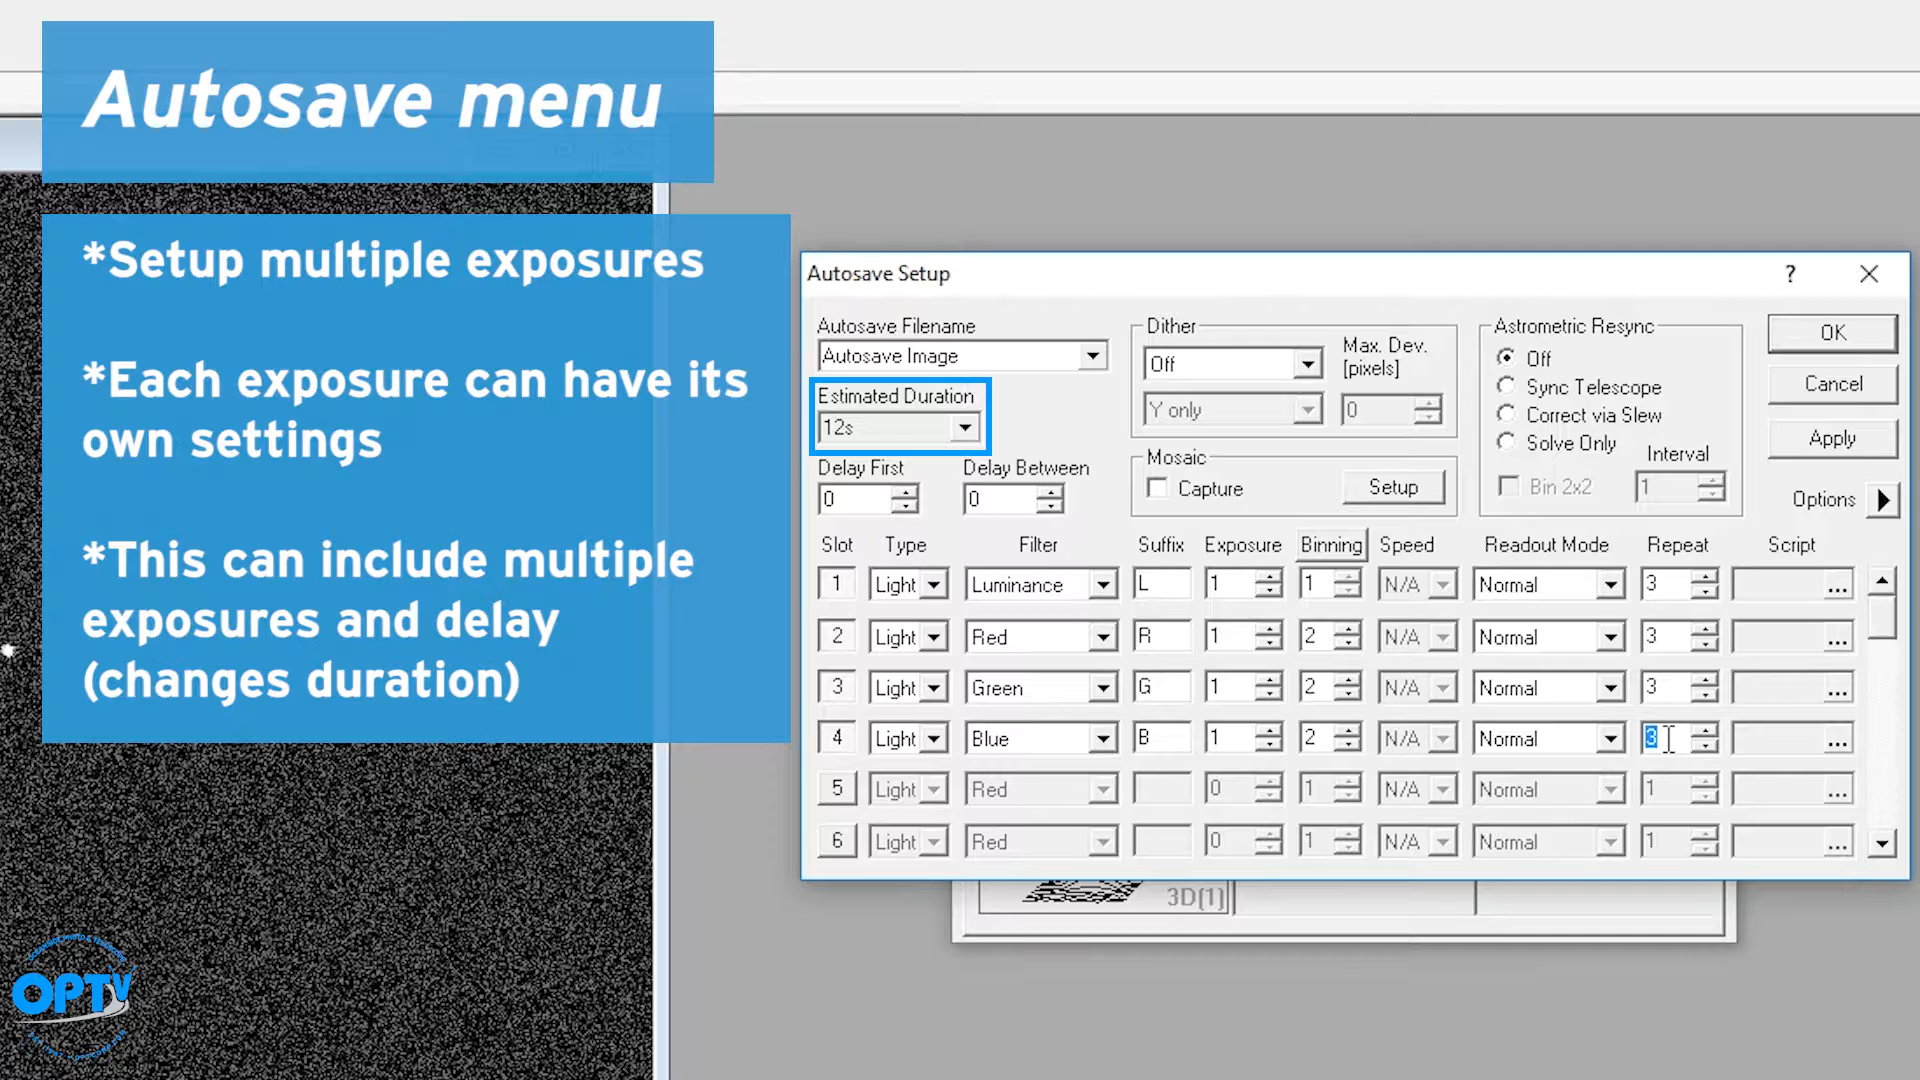 Autosave menu
*Setup multiple exposures
*Each exposure can have its
own settings
*This can include multiple
exposures and delay
(changes duration)
Autosave Setup
?
Autosave Filename
Autosave Image
Estimated Duration
12s
Delay First
Delay Between
0
0
Dither
Off
Max. Dev.
[pixels]
Y only
0
Mosaic
Capture
Setup
Astrometric Resync
Off
Sync Telescope
Correct via Slew
Solve Only
Interval
Bin 2x2
1
OK
Cancel
Apply
Options
Slot Type Filter Suffix Exposure Binning Speed Readout Mode Repeat Script
1 Light Luminance L 1 1 N/A Normal 3 ...
2 Light Red R 1 2 N/A Normal 3 ...
3 Light Green G 1 2 N/A Normal 3 ...
4 Light Blue B 1 2 N/A Normal 3 ...
5 Light Red 0 1 N/A Normal 1 ...
6 Light Red 0 1 N/A Normal 1 ...
3D(1)
OPTV